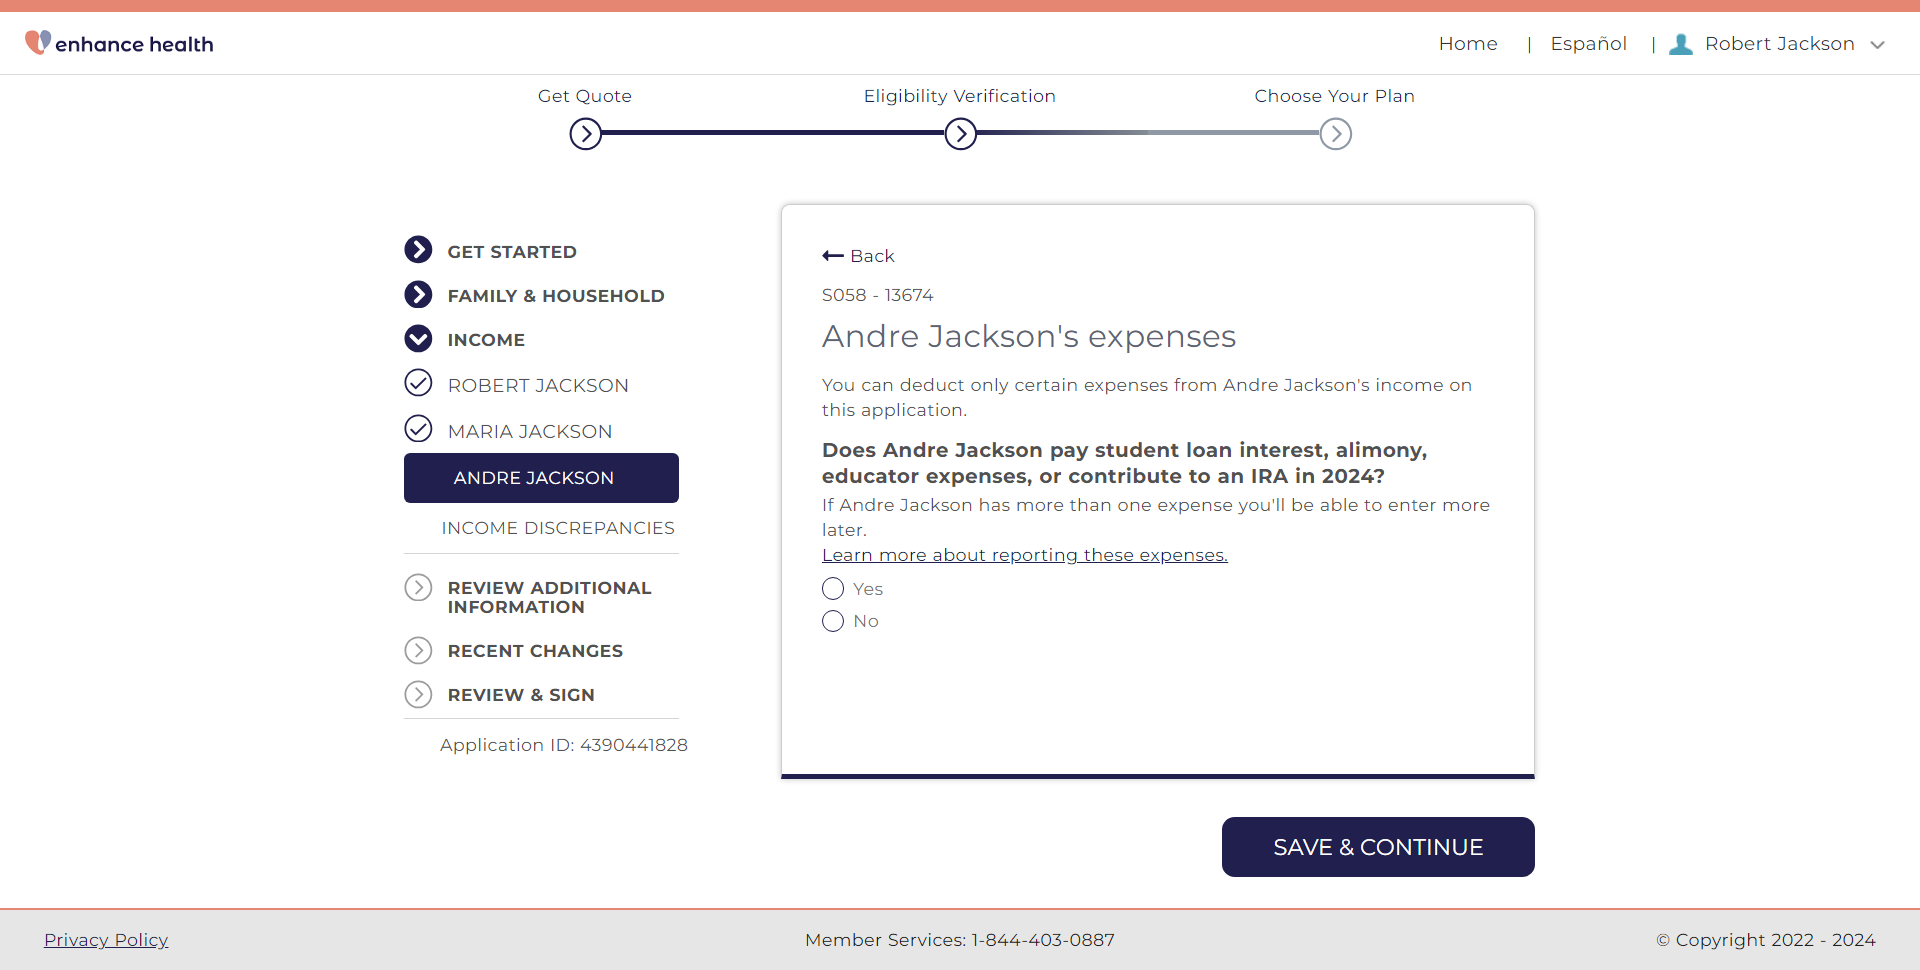 enhance health
Home | Español | Robert Jackson
Get Quote
Eligibility Verification
Choose Your Plan
GET STARTED
FAMILY & HOUSEHOLD
INCOME
ROBERT JACKSON
MARIA JACKSON
ANDRE JACKSON
INCOME DISCREPANCIES
REVIEW ADDITIONAL
INFORMATION
RECENT CHANGES
REVIEW & SIGN
Application ID: 4390441828
Back
S058 - 13674
Andre Jackson's expenses
You can deduct only certain expenses from Andre Jackson's income on
this application.
Does Andre Jackson pay student loan interest, alimony,
educator expenses, or contribute to an IRA in 2024?
If Andre Jackson has more than one expense you'll be able to enter more
later.
Learn more about reporting these expenses.
Yes
No
SAVE & CONTINUE
Privacy Policy
Member Services: 1-844-403-0887
© Copyright 2022 - 2024